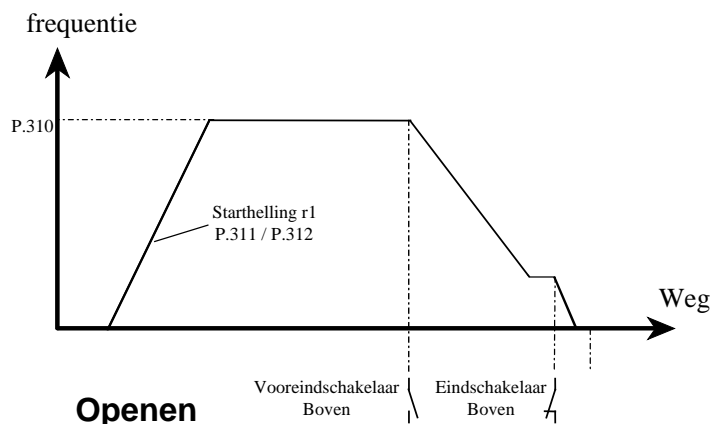 frequentie
P.310
Starthelling r1
P.311 / P.312
Weg
Vooreindschakelaar
Boven
Eindschakelaar
Boven
Openen